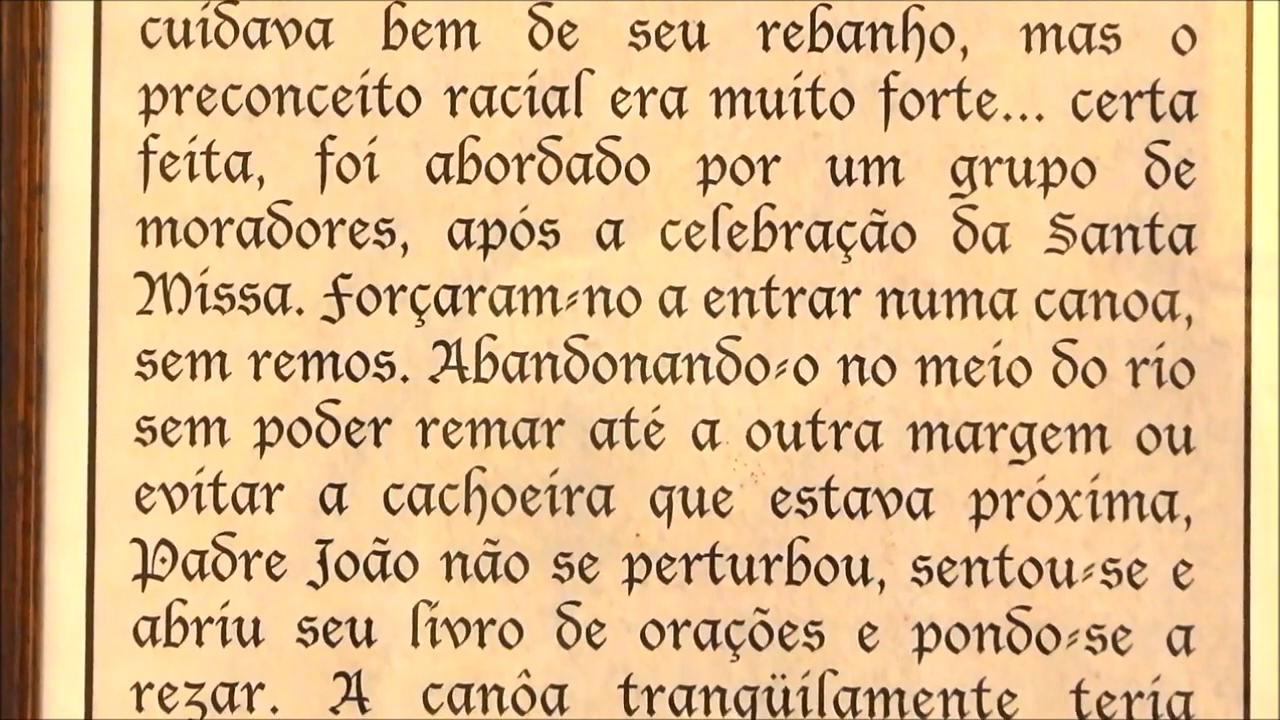 cuidava bem de seu rebanho, mas o
preconceito racial era muito forte... certa
feita, foi abordado por um grupo de
moradores, após a celebração da Santa
Missa. Forçaram-no a entrar numa canoa,
sem remos. Abandonando-o no meio do rio
sem poder remar até a outra margem ou
evitar a cachoeira que estava próxima,
Padre João não se perturbou, sentou-se e
abriu seu livro de orações e pondo-se a
rezar. A canôa tranqüilamente teria